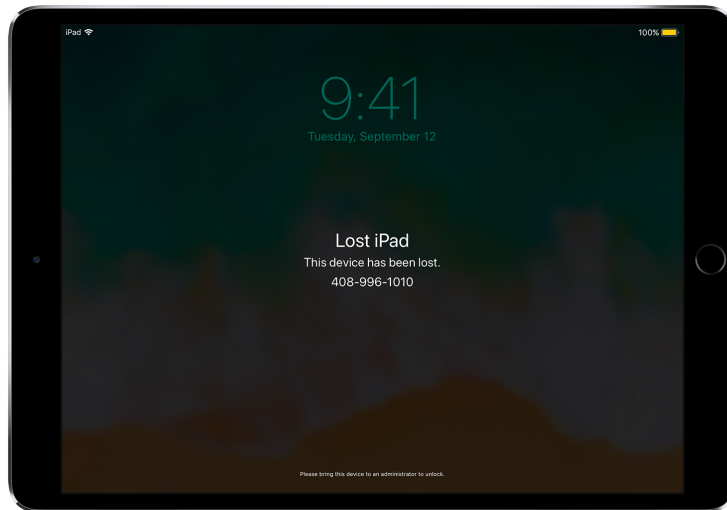 iPad
100%
9:41
Tuesday, September 12
Lost iPad
This device has been lost.
408-996-1010
Please bring this device to an administrator to unlock.